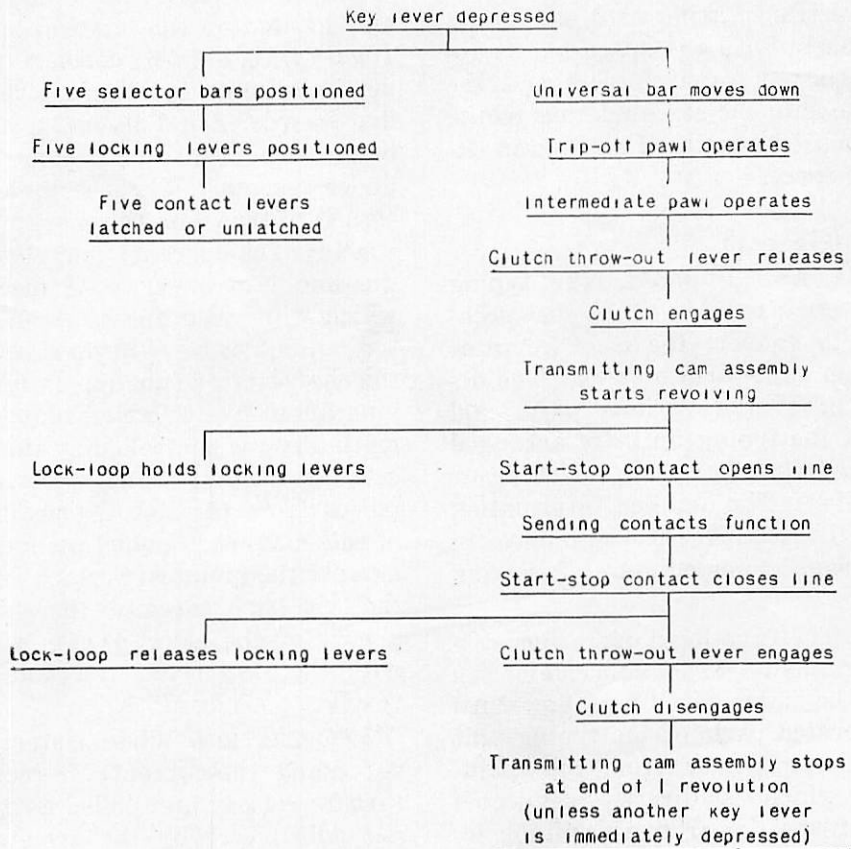 Key lever depressed
Five selector bars positioned
Universal bar moves down
Five locking levers positioned
Trip-off pawl operates
Five contact levers
latched or unlatched
Intermediate pawl operates
Clutch throw-out lever releases
Clutch engages
Transmitting cam assembly
starts revolving
Lock-loop holds locking levers
Start-stop contact opens line
Sending contacts function
Start-stop contact closes line
Lock-loop releases locking levers
Clutch throw-out lever engages
Clutch disengages
Transmitting cam assembly stops
at end of 1 revolution
(unless another key lever
is immediately depressed)